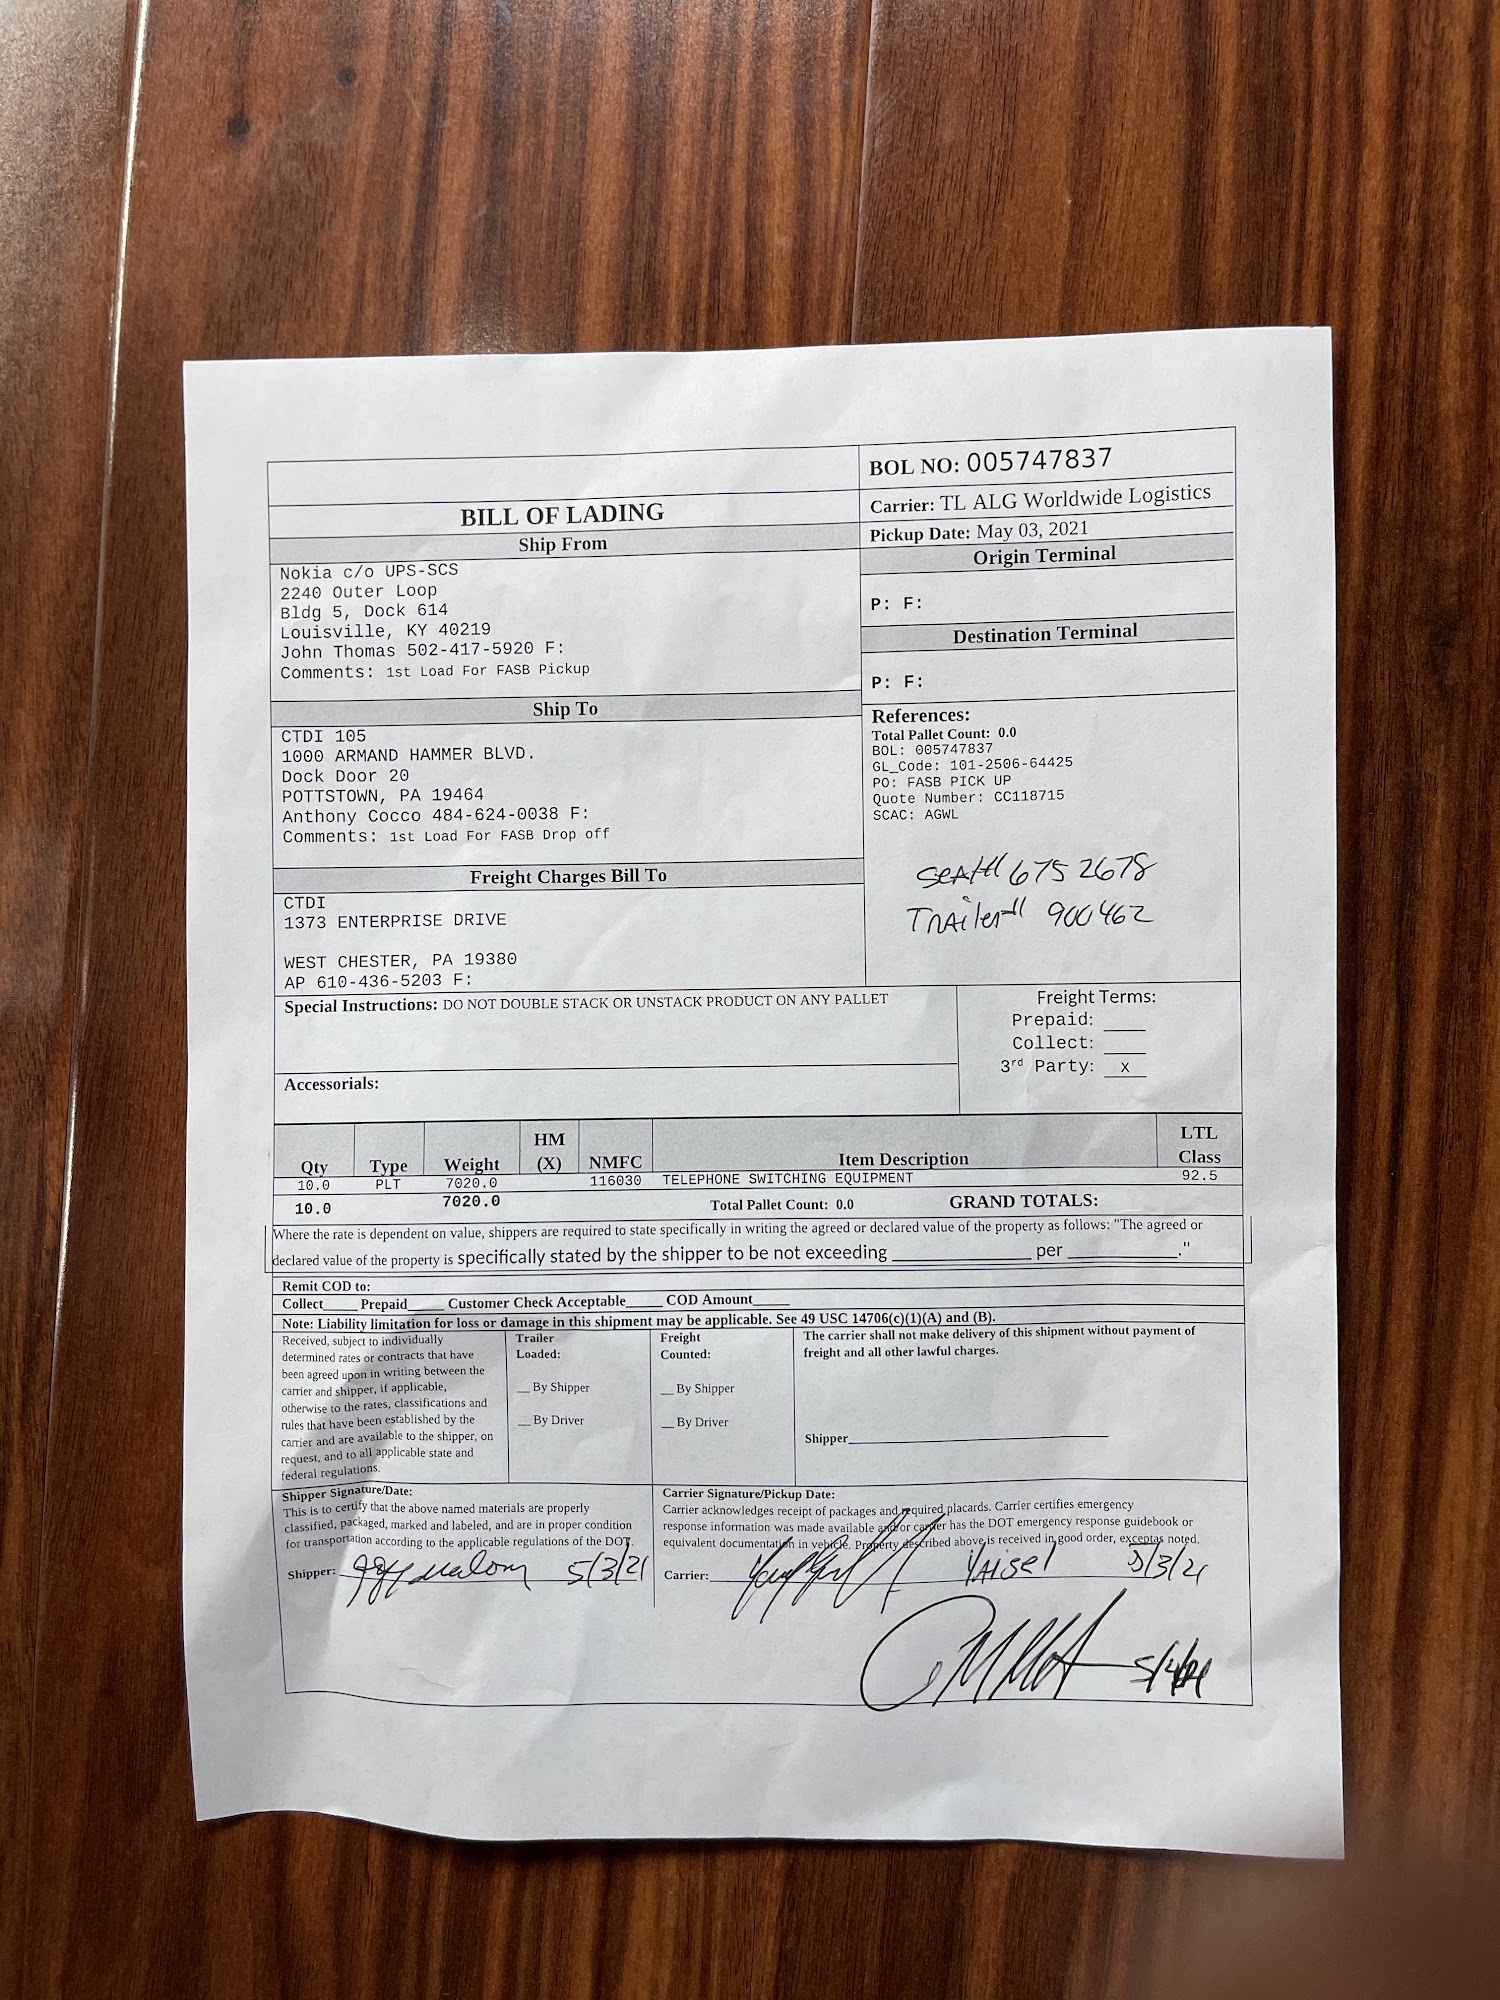 BOL NO: 005747837
BILL OF LADING
Carrier: TL ALG Worldwide Logistics
Pickup Date: May 03, 2021
Ship From
Nokia c/o UPS-SCS
2240 Outer Loop
Bldg 5, Dock 614
Louisville, KY 40219
John Thomas 502-417-5920 F:
Comments: 1st Load For FASB Pickup
Origin Terminal
P: F:
Destination Terminal
P: F:
Ship To
CTDI 105
1000 ARMAND HAMMER BLVD.
Dock Door 20
POTTSTOWN, PA 19464
Anthony Cocco 484-624-0038 F:
Comments: 1st Load For FASB Drop off
References:
Total Pallet Count: 0.0
BOL: 005747837
GL_Code: 101-2506-64425
PO: FASB PICK UP
Quote Number: CC118715
SCAC: AGWL
Seal# 6752678
Trailer# 900462
Freight Charges Bill To
CTDI
1373 ENTERPRISE DRIVE
WEST CHESTER, PA 19380
AP 610-436-5203 F:
Special Instructions: DO NOT DOUBLE STACK OR UNSTACK PRODUCT ON ANY PALLET
Accessorials:
Freight Terms:
Prepaid: ____
Collect: ____
3rd Party: x
Qty Type Weight HM (X) NMFC Item Description LTL Class
10.0 PLT 7020.0 116030 TELEPHONE SWITCHING EQUIPMENT 92.5
10.0 7020.0 Total Pallet Count: 0.0 GRAND TOTALS:
Where the rate is dependent on value, shippers are required to state specifically in writing the agreed or declared value of the property as follows: "The agreed or
declared value of the property is specifically stated by the shipper to be not exceeding ____ per ____."
Remit COD to:
Collect____ Prepaid____ Customer Check Acceptable____ COD Amount____
Note: Liability limitation for loss or damage in this shipment may be applicable. See 49 USC 14706(c)(1)(A) and (B).
Received, subject to individually
determined rates or contracts that have
been agreed upon in writing between the
carrier and shipper, if applicable,
otherwise to the rates, classifications and
rules that have been established by the
carrier and are available to the shipper, on
request, and to all applicable state and
federal regulations.
Trailer
Loaded:
__ By Shipper
__ By Driver
Freight
Counted:
__ By Shipper
__ By Driver
The carrier shall not make delivery of this shipment without payment of
freight and all other lawful charges.
Shipper____
Shipper Signature/Date:
This is to certify that the above named materials are properly
classified, packaged, marked and labeled, and are in proper condition
for transportation according to the applicable regulations of the DOT.
Shipper: 5/3/21
Carrier Signature/Pickup Date:
Carrier acknowledges receipt of packages and required placards. Carrier certifies emergency
response information was made available and/or carrier has the DOT emergency response guidebook or
equivalent documentation in vehicle. Property described above is received in good order, except as noted.
Carrier: Yaisel 5/3/21